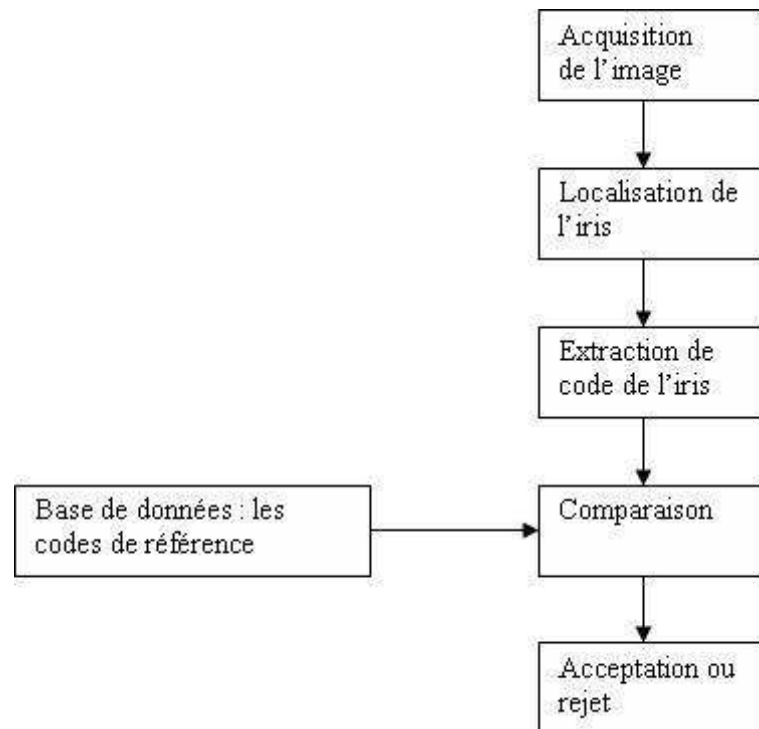 Acquisition
de l'image
Localisation de
l'iris
Extraction de
code de l'iris
Base de données : les
codes de référence
Comparaison
Acceptation ou
rejet